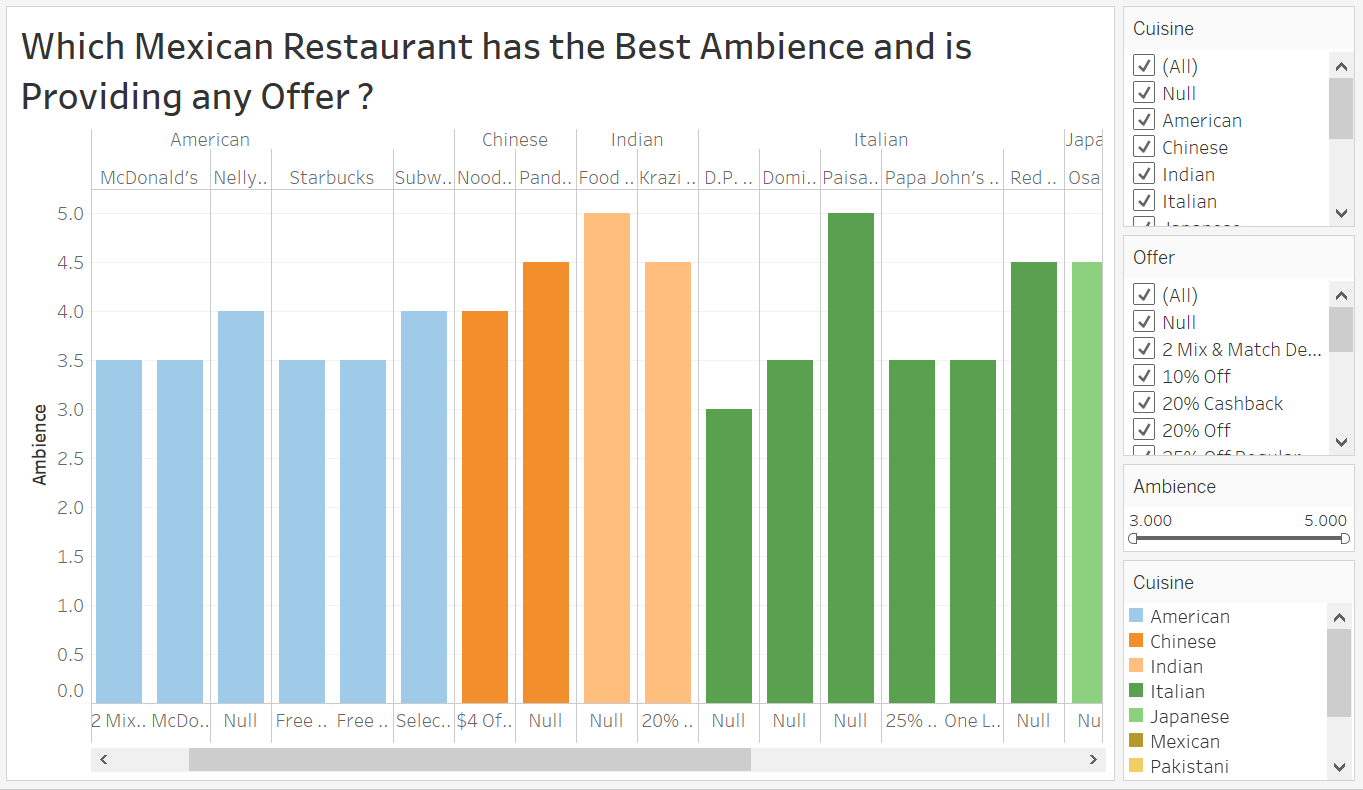 Which Mexican Restaurant has the Best Ambience and is
Providing any Offer ?
American Chinese Indian Italian Japa
McDonald's Nelly.. Starbucks Subw.. Nood.. Pand.. Food .. Krazi .. D.P. .. Domi.. Paisa.. Papa John's .. Red .. Osa
5.0
4.5
4.0
3.5
3.0
2.5
2.0
1.5
1.0
0.5
0.0
Ambience
2 Mix.. McDo.. Null Free .. Free .. Selec.. $4 Of.. Null Null 20% .. Null Null Null 25% .. One L.. Null Nu
Cuisine
(All)
Null
American
Chinese
Indian
Italian
Japanese
Offer
(All)
Null
2 Mix & Match De...
10% Off
20% Cashback
20% Off
25% Off Regular
Ambience
3.000 5.000
Cuisine
American
Chinese
Indian
Italian
Japanese
Mexican
Pakistani